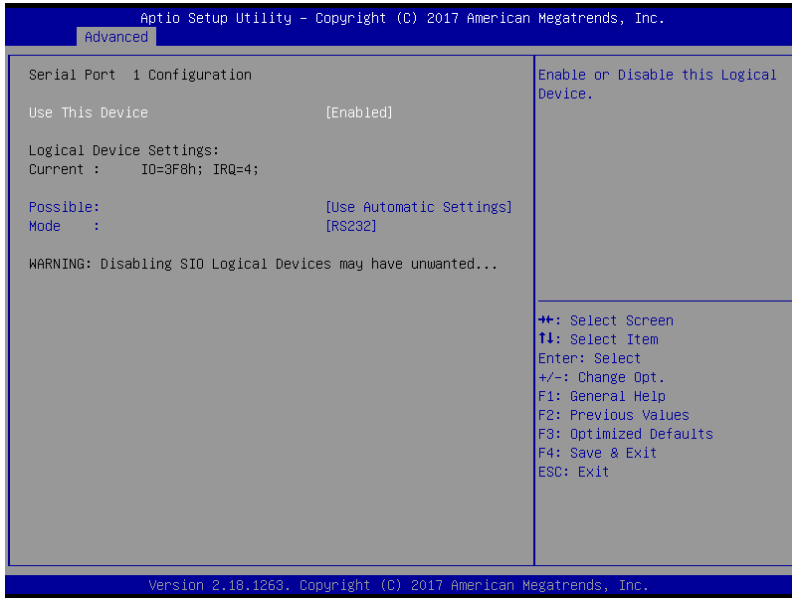 Aptio Setup Utility – Copyright (C) 2017 American Megatrends, Inc.
Advanced
Serial Port  1 Configuration
Use This Device [Enabled]
Logical Device Settings:
Current : IO=3F8h; IRQ=4;
Possible: [Use Automatic Settings]
Mode : [RS232]
WARNING: Disabling SIO Logical Devices may have unwanted...
Enable or Disable this Logical
Device.
→←: Select Screen
↑↓: Select Item
Enter: Select
+/-: Change Opt.
F1: General Help
F2: Previous Values
F3: Optimized Defaults
F4: Save & Exit
ESC: Exit
Version 2.18.1263. Copyright (C) 2017 American Megatrends, Inc.